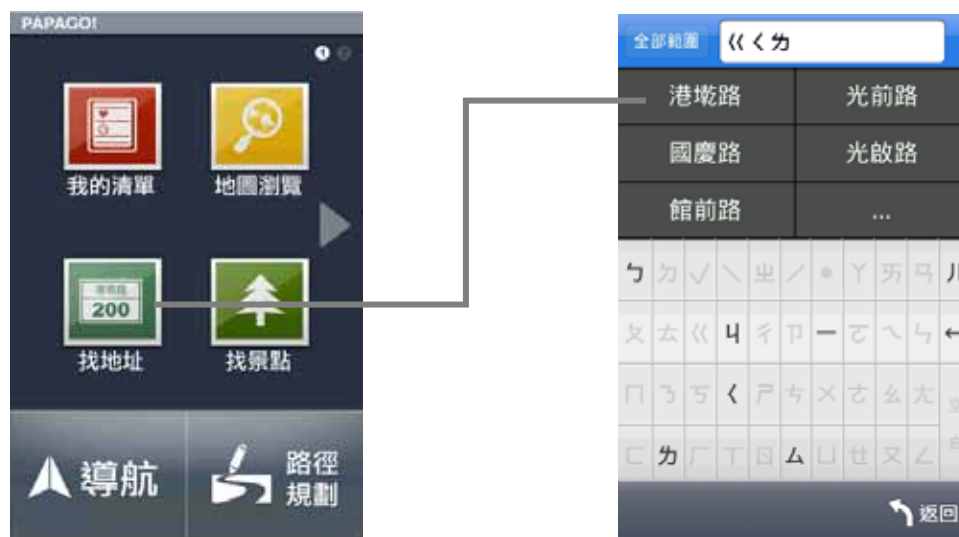 PAPAGO!
1
我的清單
地圖瀏覽
200
找地址
找景點
導航
路徑
規劃
全部範圍
ㄍㄑㄌ
港墘路
光前路
國慶路
光啟路
館前路
...
ㄅ ㄉ ˇ ˋ ㄓ ˊ ˙ ㄚ ㄞ ㄢ ㄦ
ㄆ ㄊ ㄍ ㄐ ㄔ ㄗ ㄧ ㄛ ㄟ ㄣ ←
ㄇ ㄋ ㄎ ㄑ ㄕ ㄘ ㄨ ㄜ ㄠ ㄤ
ㄈ ㄌ ㄏ ㄒ ㄖ ㄙ ㄩ ㄝ ㄡ ㄥ
返回